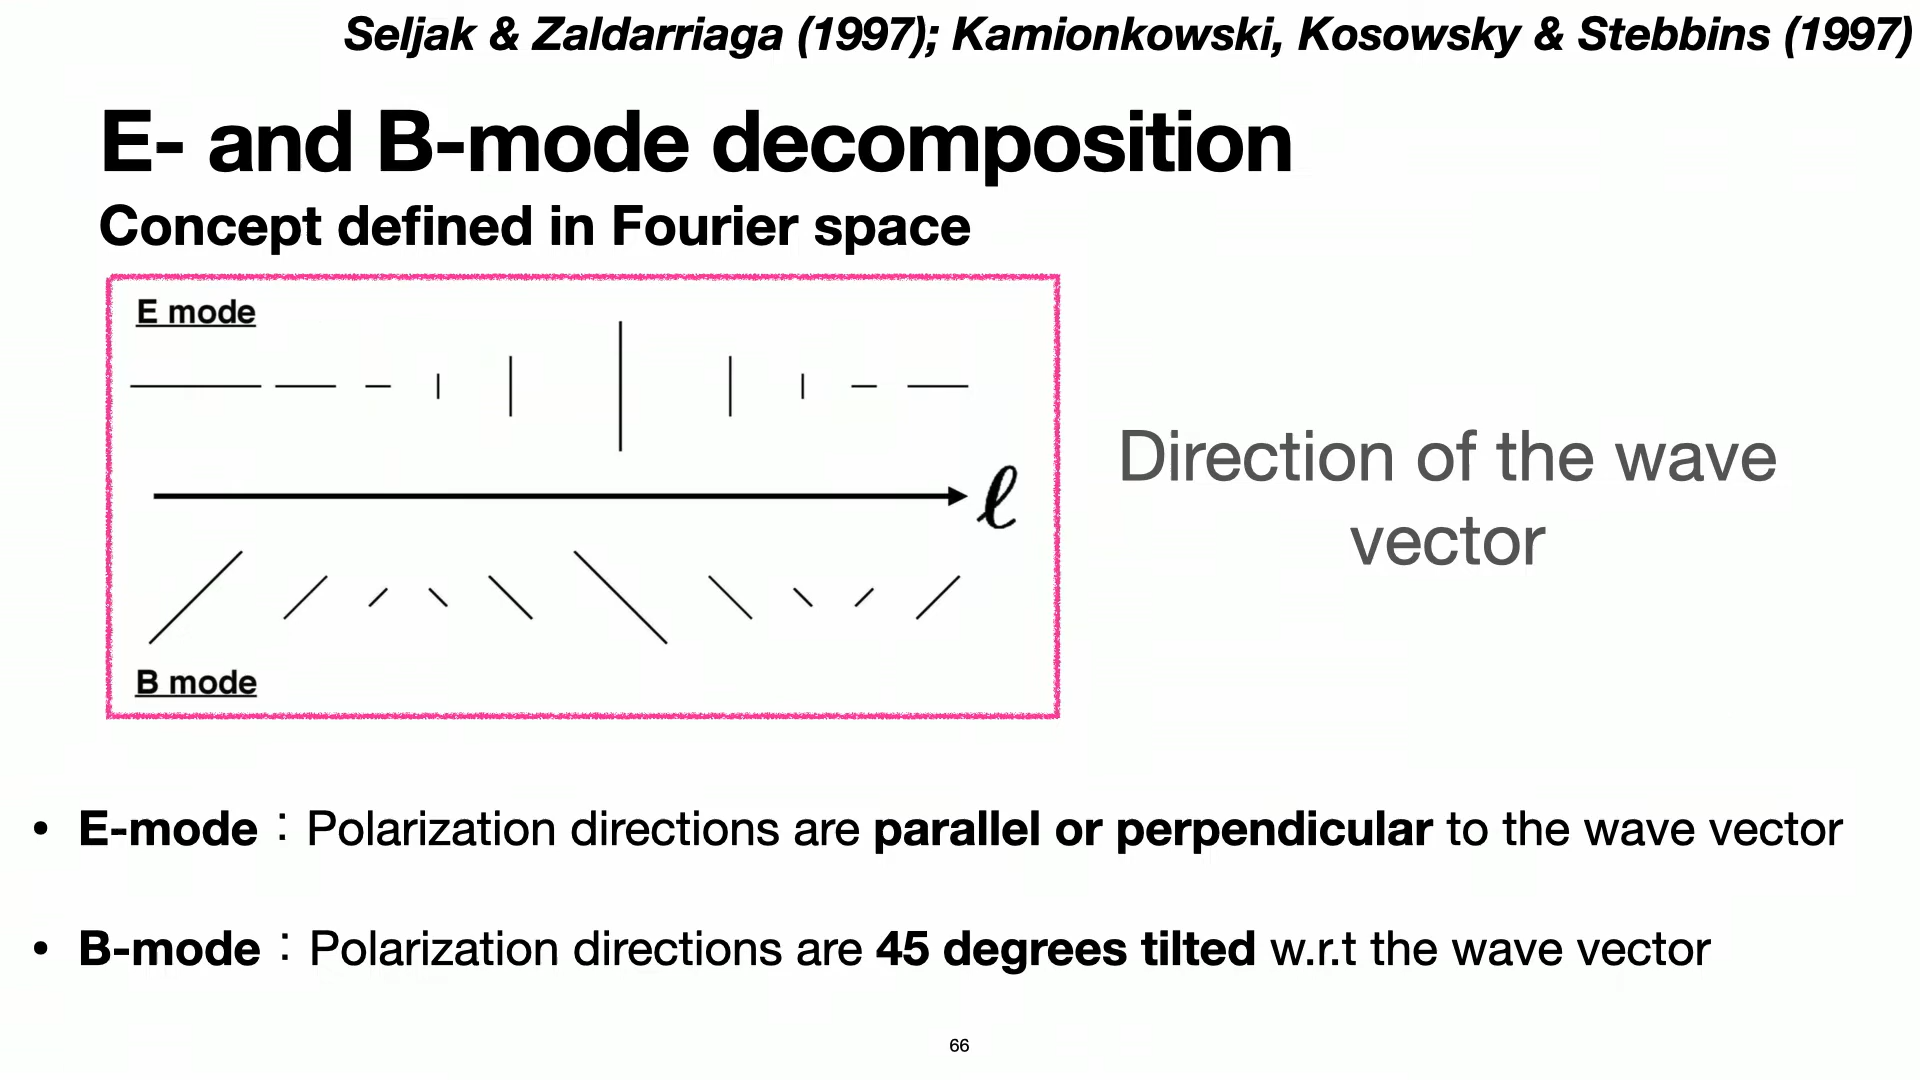 Seljak & Zaldarriaga (1997); Kamionkowski, Kosowsky & Stebbins (1997)
E- and B-mode decomposition
Concept defined in Fourier space
E mode
ℓ
B mode
Direction of the wave
vector
• E-mode：Polarization directions are parallel or perpendicular to the wave vector
• B-mode：Polarization directions are 45 degrees tilted w.r.t the wave vector
66